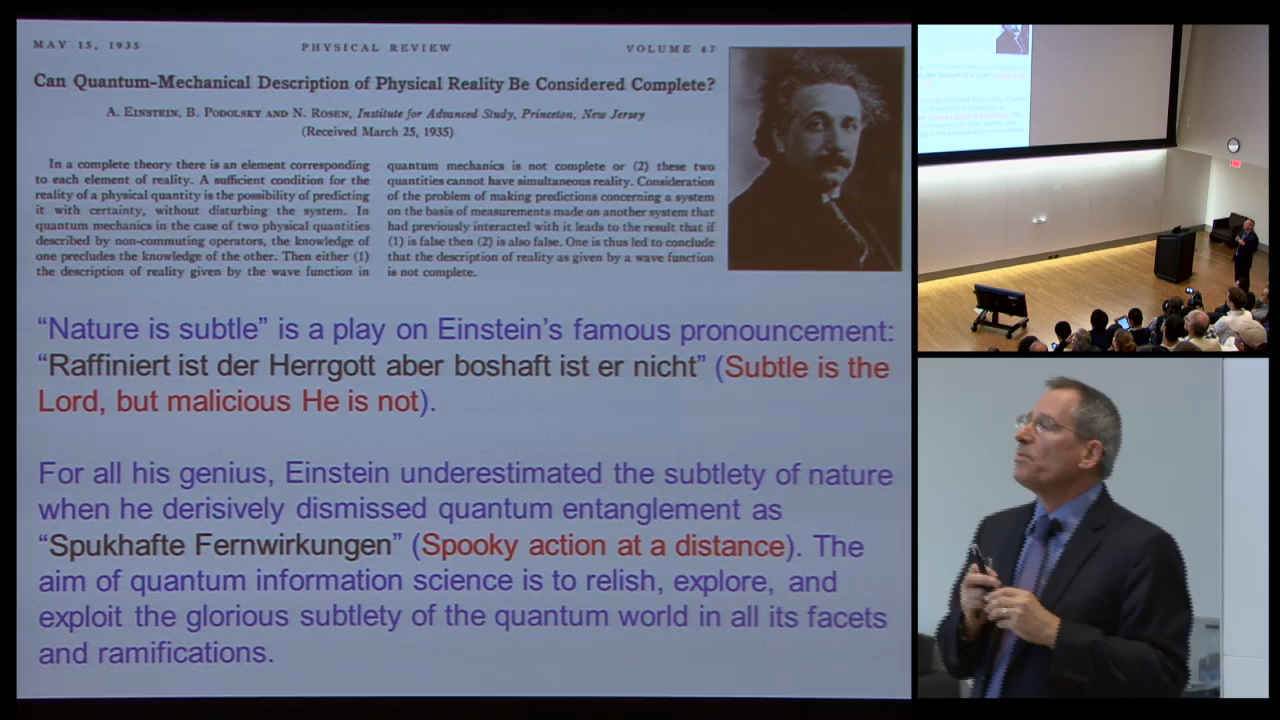 MAY 15, 1935 PHYSICAL REVIEW VOLUME 47
Can Quantum-Mechanical Description of Physical Reality Be Considered Complete?
A. EINSTEIN, B. PODOLSKY AND N. ROSEN, Institute for Advanced Study, Princeton, New Jersey
(Received March 25, 1935)
In a complete theory there is an element corresponding
to each element of reality. A sufficient condition for the
reality of a physical quantity is the possibility of predicting
it with certainty, without disturbing the system. In
quantum mechanics in the case of two physical quantities
described by non-commuting operators, the knowledge of
one precludes the knowledge of the other. Then either (1)
the description of reality given by the wave function in
quantum mechanics is not complete or (2) these two
quantities cannot have simultaneous reality. Consideration
of the problem of making predictions concerning a system
on the basis of measurements made on another system that
had previously interacted with it leads to the result that if
(1) is false then (2) is also false. One is thus led to conclude
that the description of reality as given by a wave function
is not complete.
“Nature is subtle” is a play on Einstein’s famous pronouncement:
“Raffiniert ist der Herrgott aber boshaft ist er nicht” (Subtle is the
Lord, but malicious He is not).
For all his genius, Einstein underestimated the subtlety of nature
when he derisively dismissed quantum entanglement as
“Spukhafte Fernwirkungen” (Spooky action at a distance). The
aim of quantum information science is to relish, explore, and
exploit the glorious subtlety of the quantum world in all its facets
and ramifications.